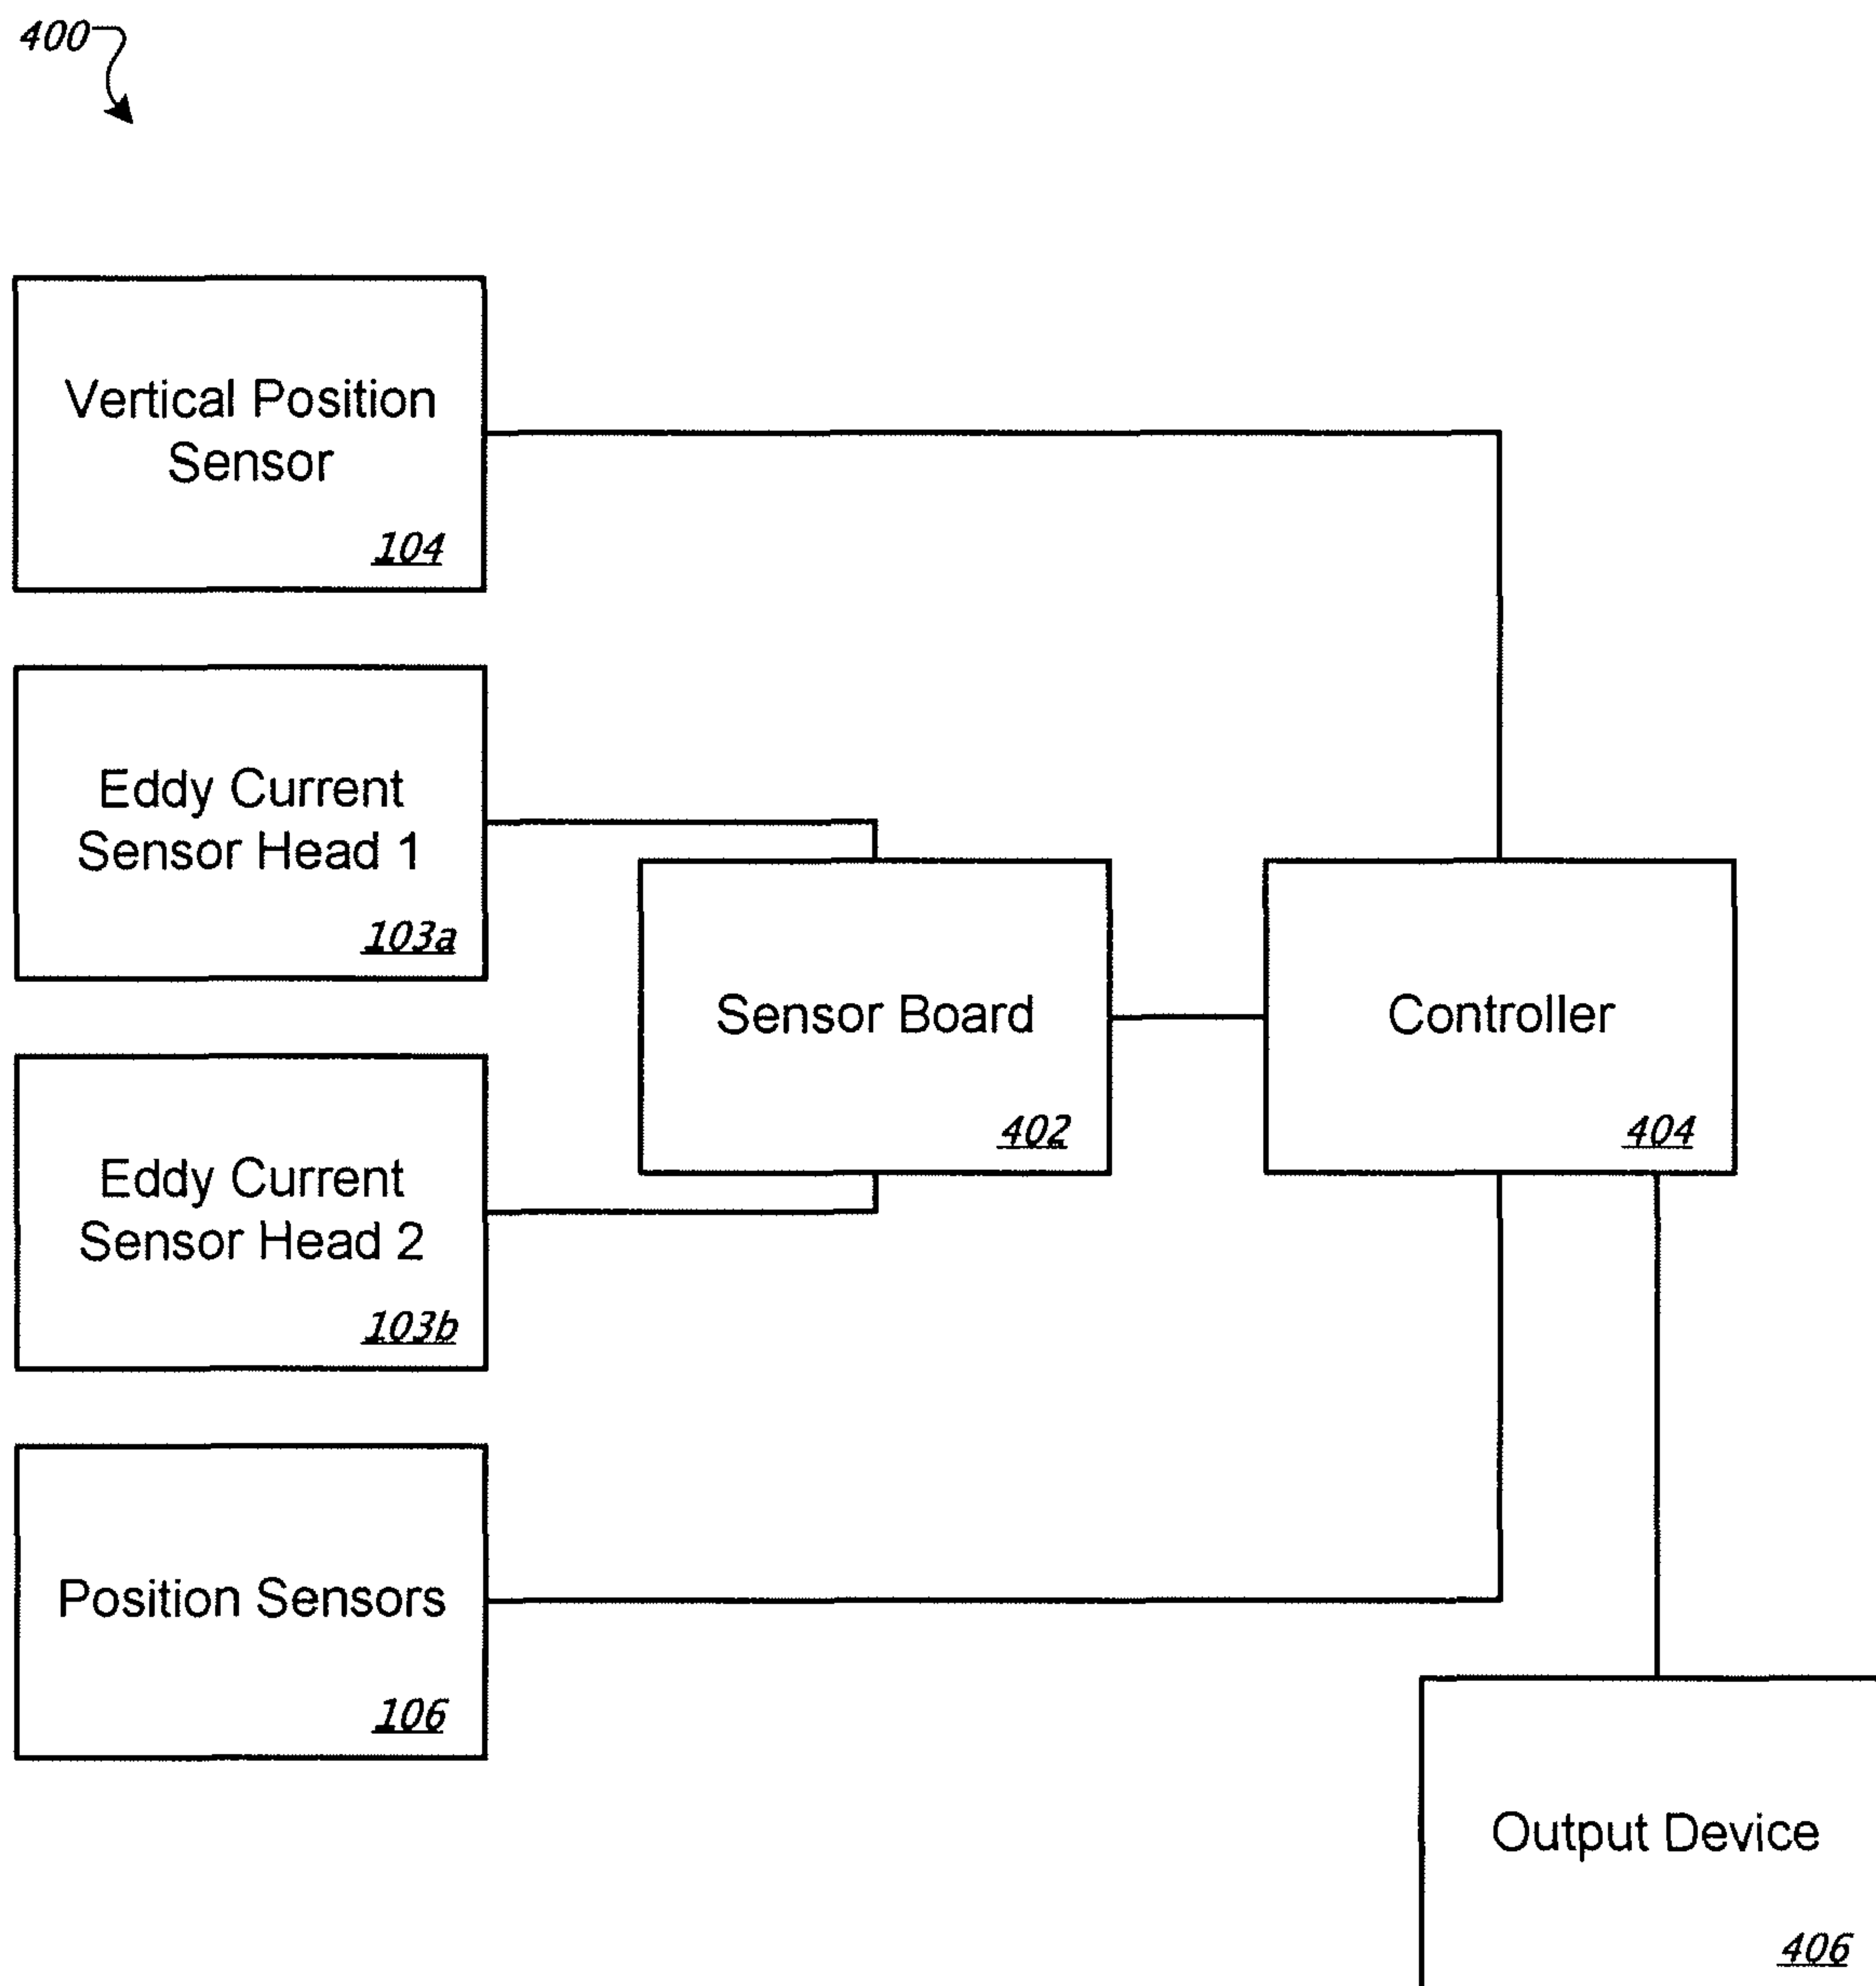 400
Vertical Position
Sensor
104
Eddy Current
Sensor Head 1
103a
Sensor Board
402
Controller
404
Eddy Current
Sensor Head 2
103b
Position Sensors
106
Output Device
406